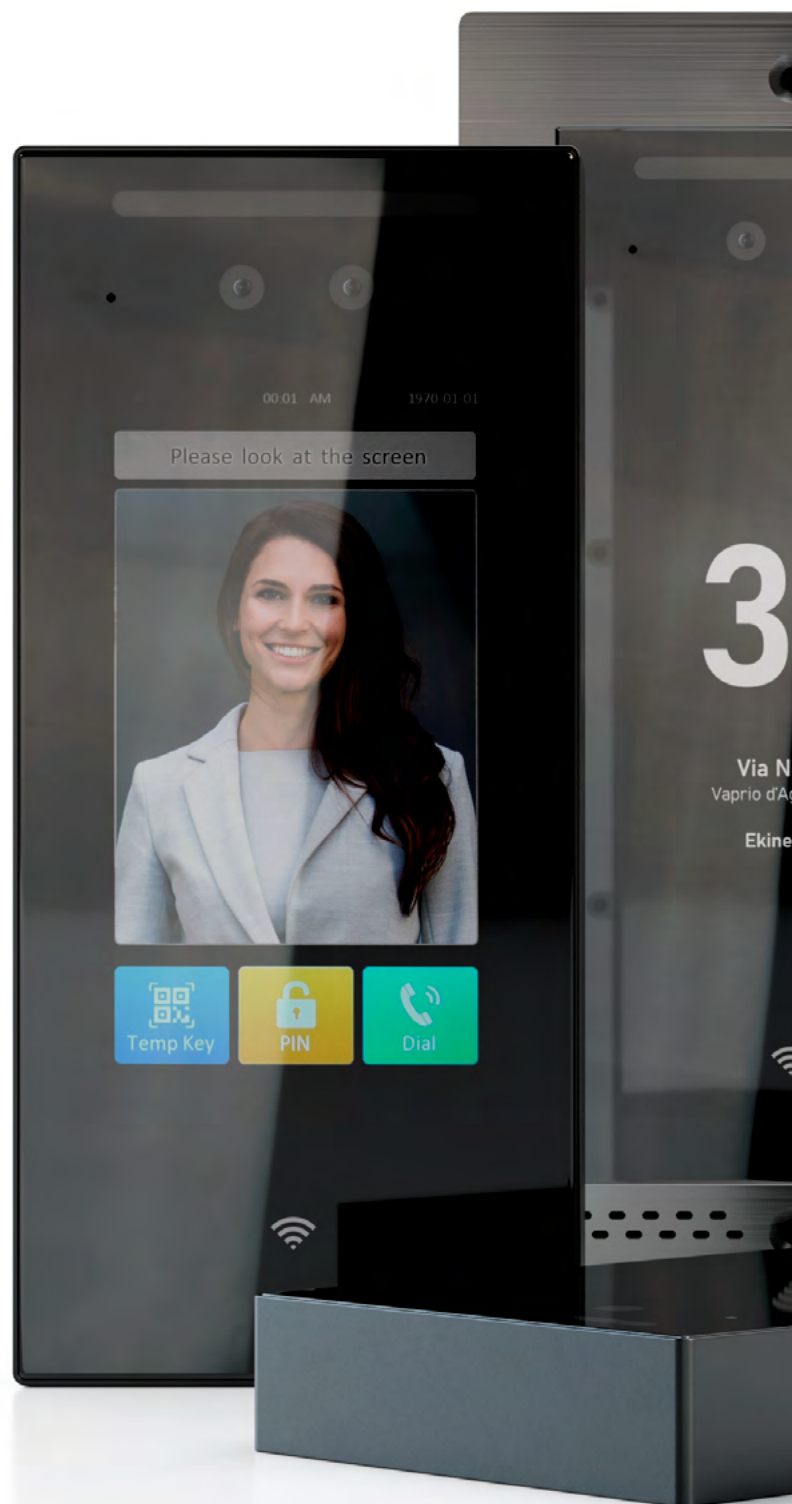 00:01 AM 1970-01-01
Please look at the screen
Temp Key
PIN
Dial
3
Via N
Vaprio d'Ag
Ekine